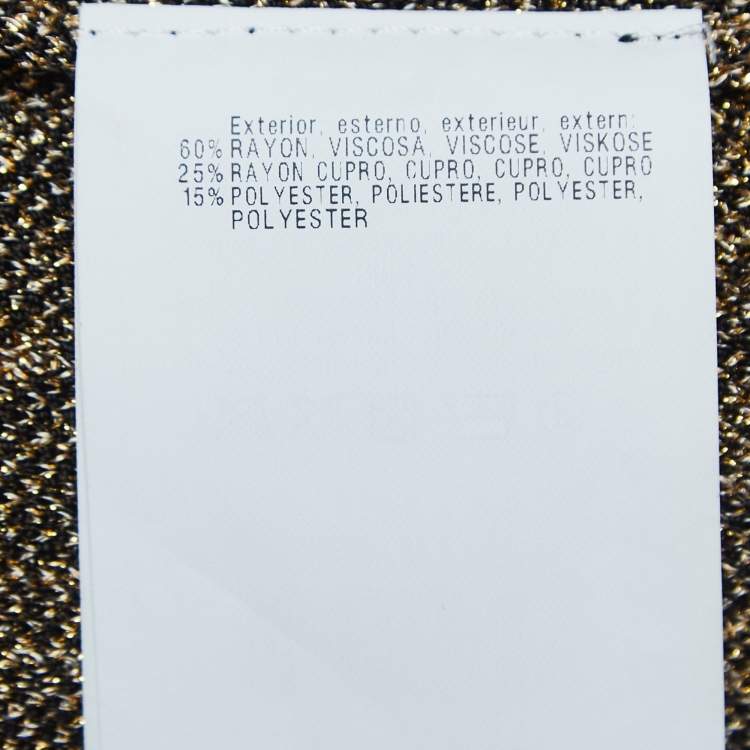 Exterior, esterno, exterieur, extern:
60% RAYON, VISCOSA, VISCOSE, VISKOSE
25% RAYON CUPRO, CUPRO, CUPRO, CUPRO
15% POLYESTER, POLIESTERE, POLYESTER,
POLYESTER